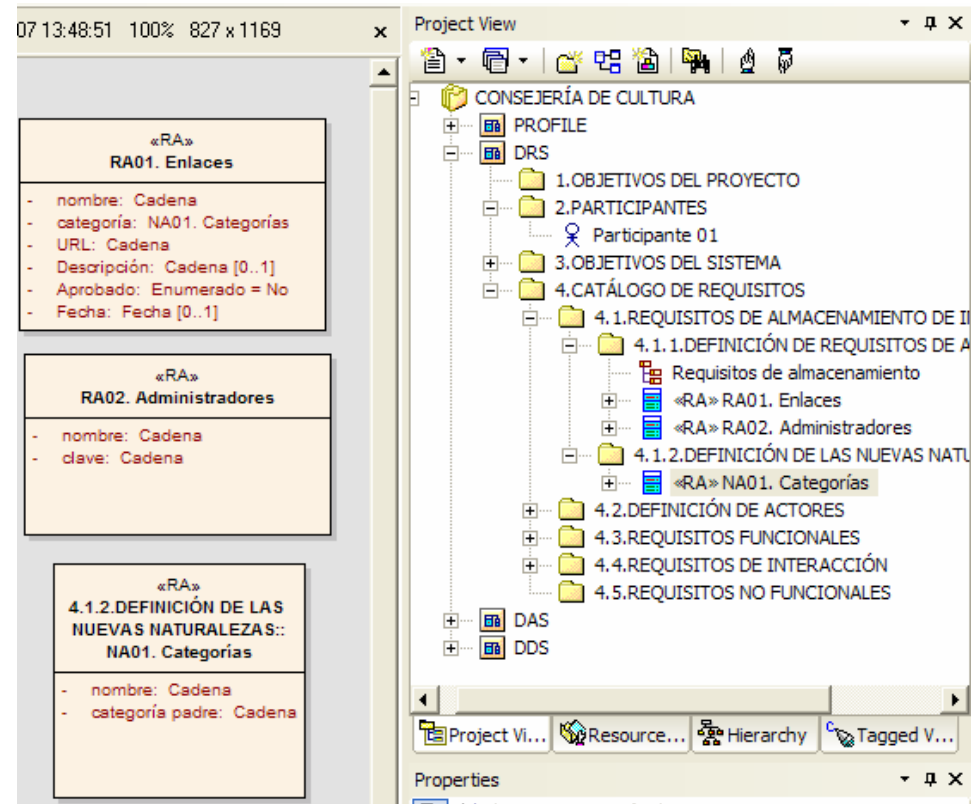 07 13:48:51 100% 827 x 1169 x
«RA»
RA01. Enlaces
- nombre: Cadena
- categoría: NA01. Categorías
- URL: Cadena
- Descripción: Cadena [0..1]
- Aprobado: Enumerado = No
- Fecha: Fecha [0..1]
«RA»
RA02. Administradores
- nombre: Cadena
- clave: Cadena
«RA»
4.1.2.DEFINICIÓN DE LAS
NUEVAS NATURALEZAS::
NA01. Categorías
- nombre: Cadena
- categoría padre: Cadena
Project View
CONSEJERÍA DE CULTURA
PROFILE
DRS
1.OBJETIVOS DEL PROYECTO
2.PARTICIPANTES
Participante 01
3.OBJETIVOS DEL SISTEMA
4.CATÁLOGO DE REQUISITOS
4.1.REQUISITOS DE ALMACENAMIENTO DE
4.1.1.DEFINICIÓN DE REQUISITOS DE A
Requisitos de almacenamiento
«RA» RA01. Enlaces
«RA» RA02. Administradores
4.1.2.DEFINICIÓN DE LAS NUEVAS NATU
«RA» NA01. Categorías
4.2.DEFINICIÓN DE ACTORES
4.3.REQUISITOS FUNCIONALES
4.4.REQUISITOS DE INTERACCIÓN
4.5.REQUISITOS NO FUNCIONALES
DAS
DDS
Project Vi... Resource... Hierarchy Tagged V...
Properties